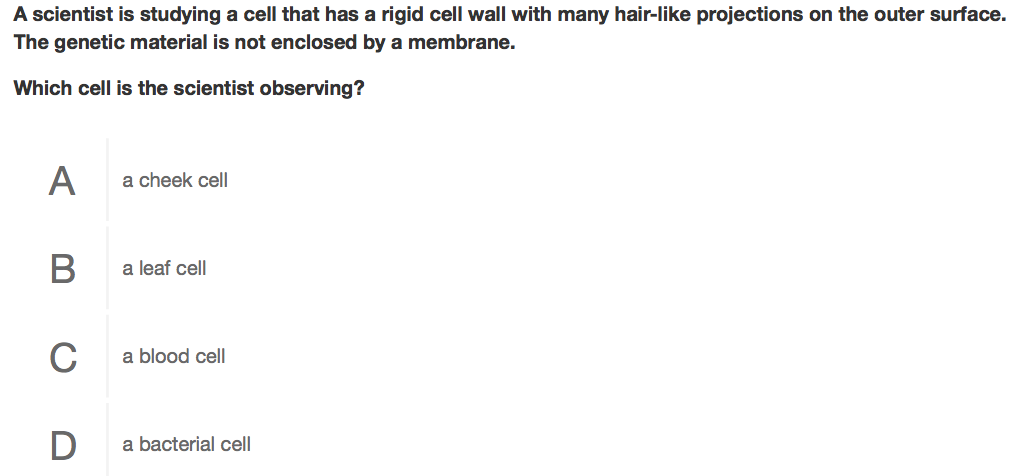 A scientist is studying a cell that has a rigid cell wall with many hair-like projections on the outer surface.
The genetic material is not enclosed by a membrane.
Which cell is the scientist observing?
A a cheek cell
B a leaf cell
C a blood cell
D a bacterial cell